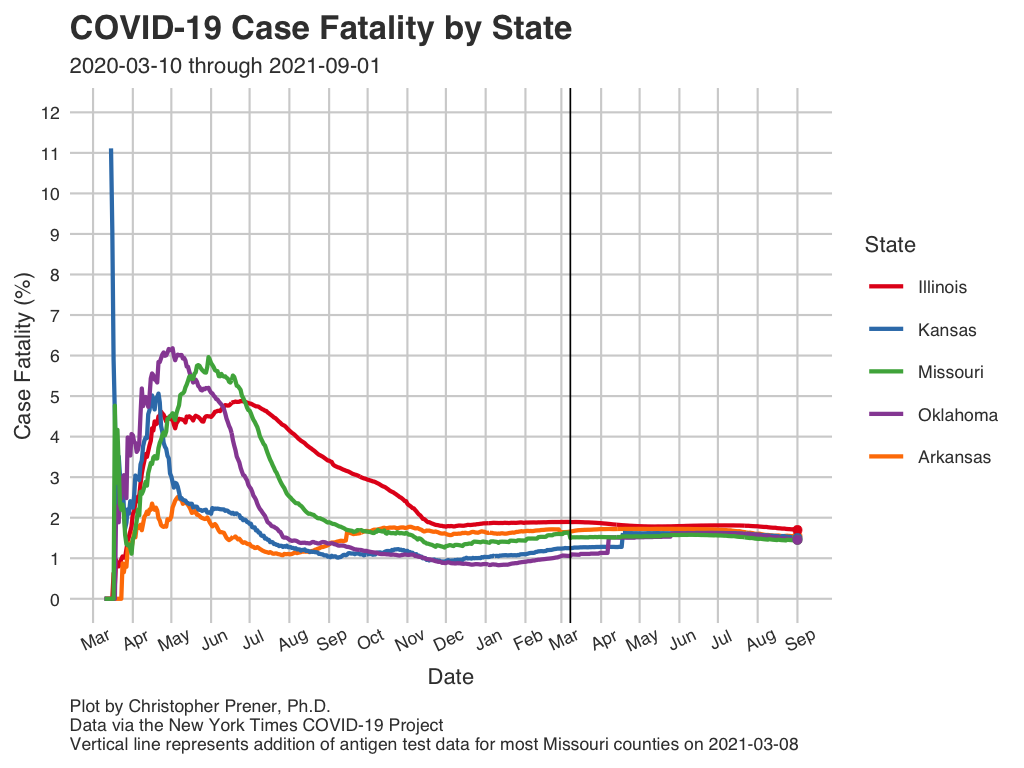 COVID-19 Case Fatality by State
2020-03-10 through 2021-09-01
12
11
10
9
8
7
6
5
4
3
2
1
0
Case Fatality (%)
Mar Apr May Jun Jul Aug Sep Oct Nov Dec Jan Feb Mar Apr May Jun Jul Aug Sep
Date
State
Illinois
Kansas
Missouri
Oklahoma
Arkansas
Plot by Christopher Prener, Ph.D.
Data via the New York Times COVID-19 Project
Vertical line represents addition of antigen test data for most Missouri counties on 2021-03-08